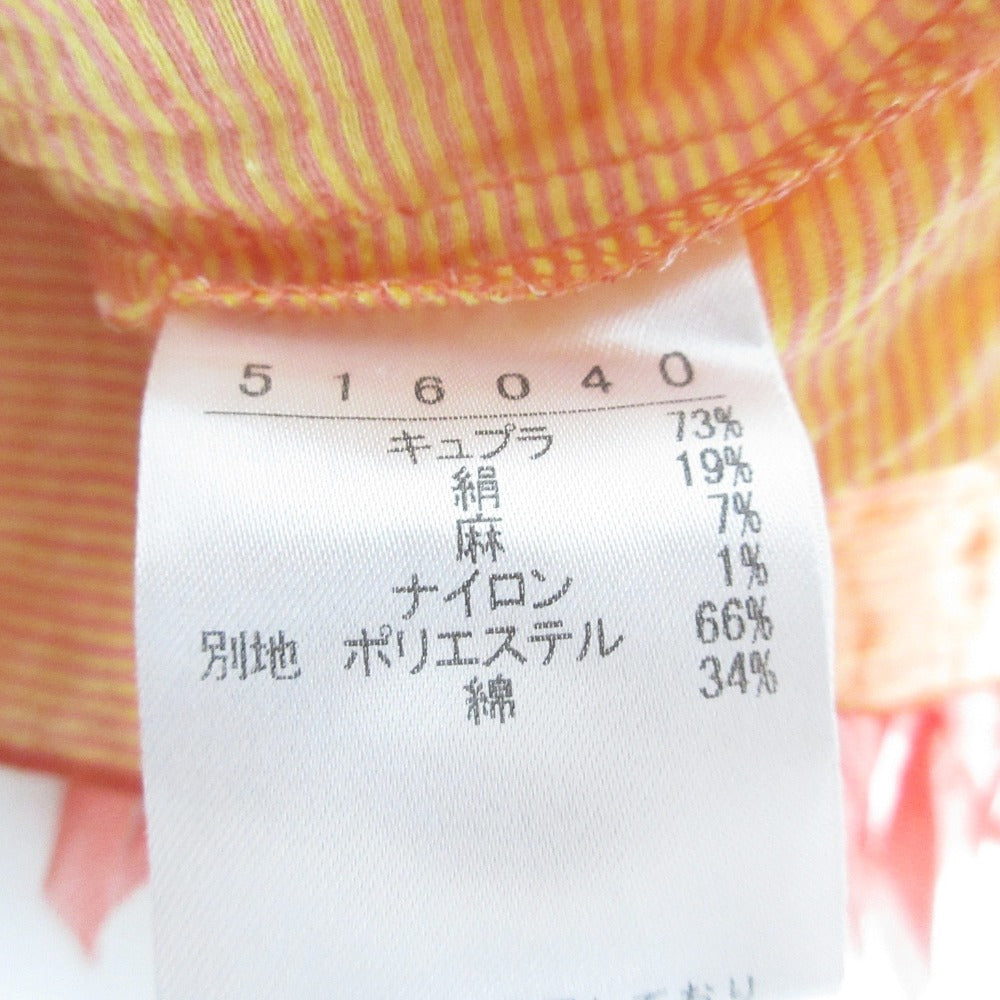 516040
キュプラ 73%
絹 19%
麻 7%
ナイロン 1%
別地 ポリエステル 66%
綿 34%